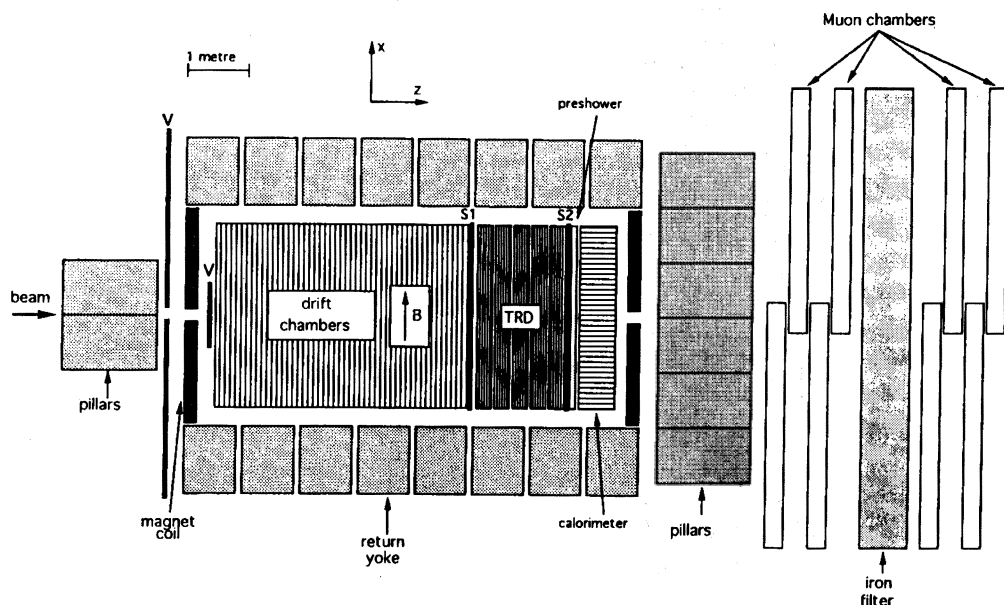 Muon chambers
1 metre
x
z
preshower
V
S1
S2
V
beam
drift
chambers
B
TRD
pillars
magnet
coil
return
yoke
calorimeter
pillars
iron
filter